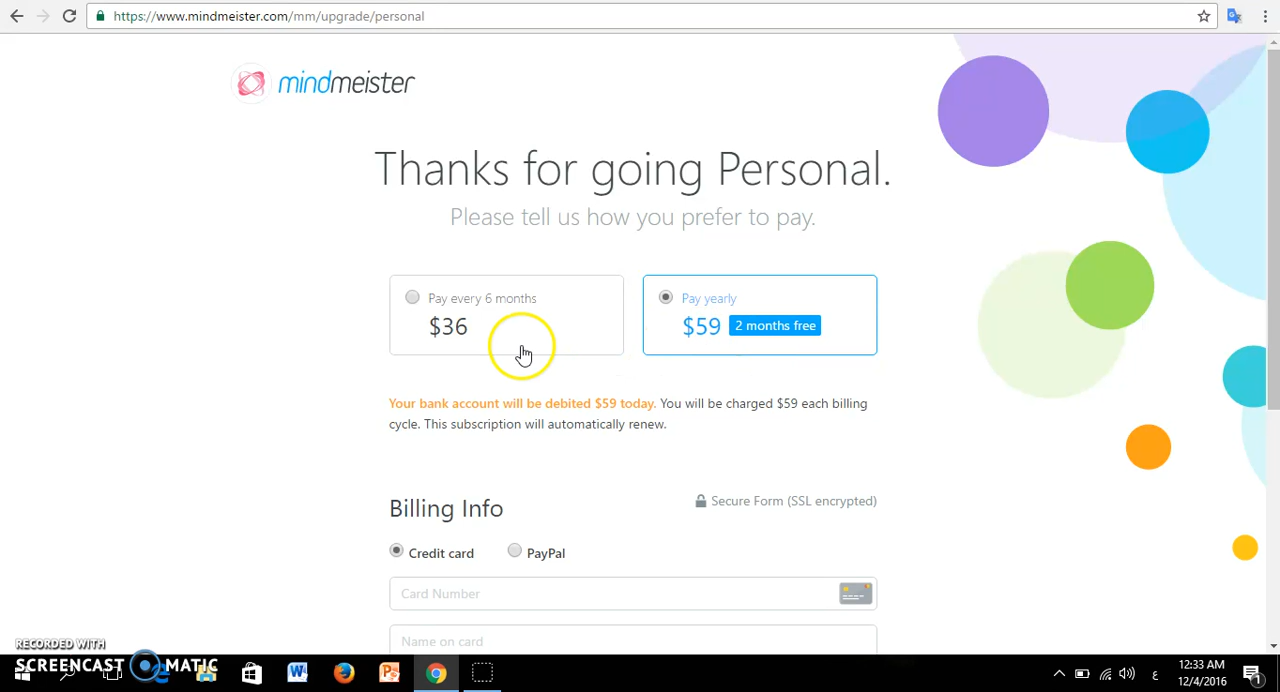 https://www.mindmeister.com/mm/upgrade/personal
mindmeister
Thanks for going Personal.
Please tell us how you prefer to pay.
Pay every 6 months
$36
Pay yearly
$59 2 months free
Your bank account will be debited $59 today. You will be charged $59 each billing
cycle. This subscription will automatically renew.
Billing Info
Secure Form (SSL encrypted)
Credit card
PayPal
Card Number
Name on card
RECORDED WITH
SCREENCAST MATIC
ع
12:33 AM
12/4/2016
1